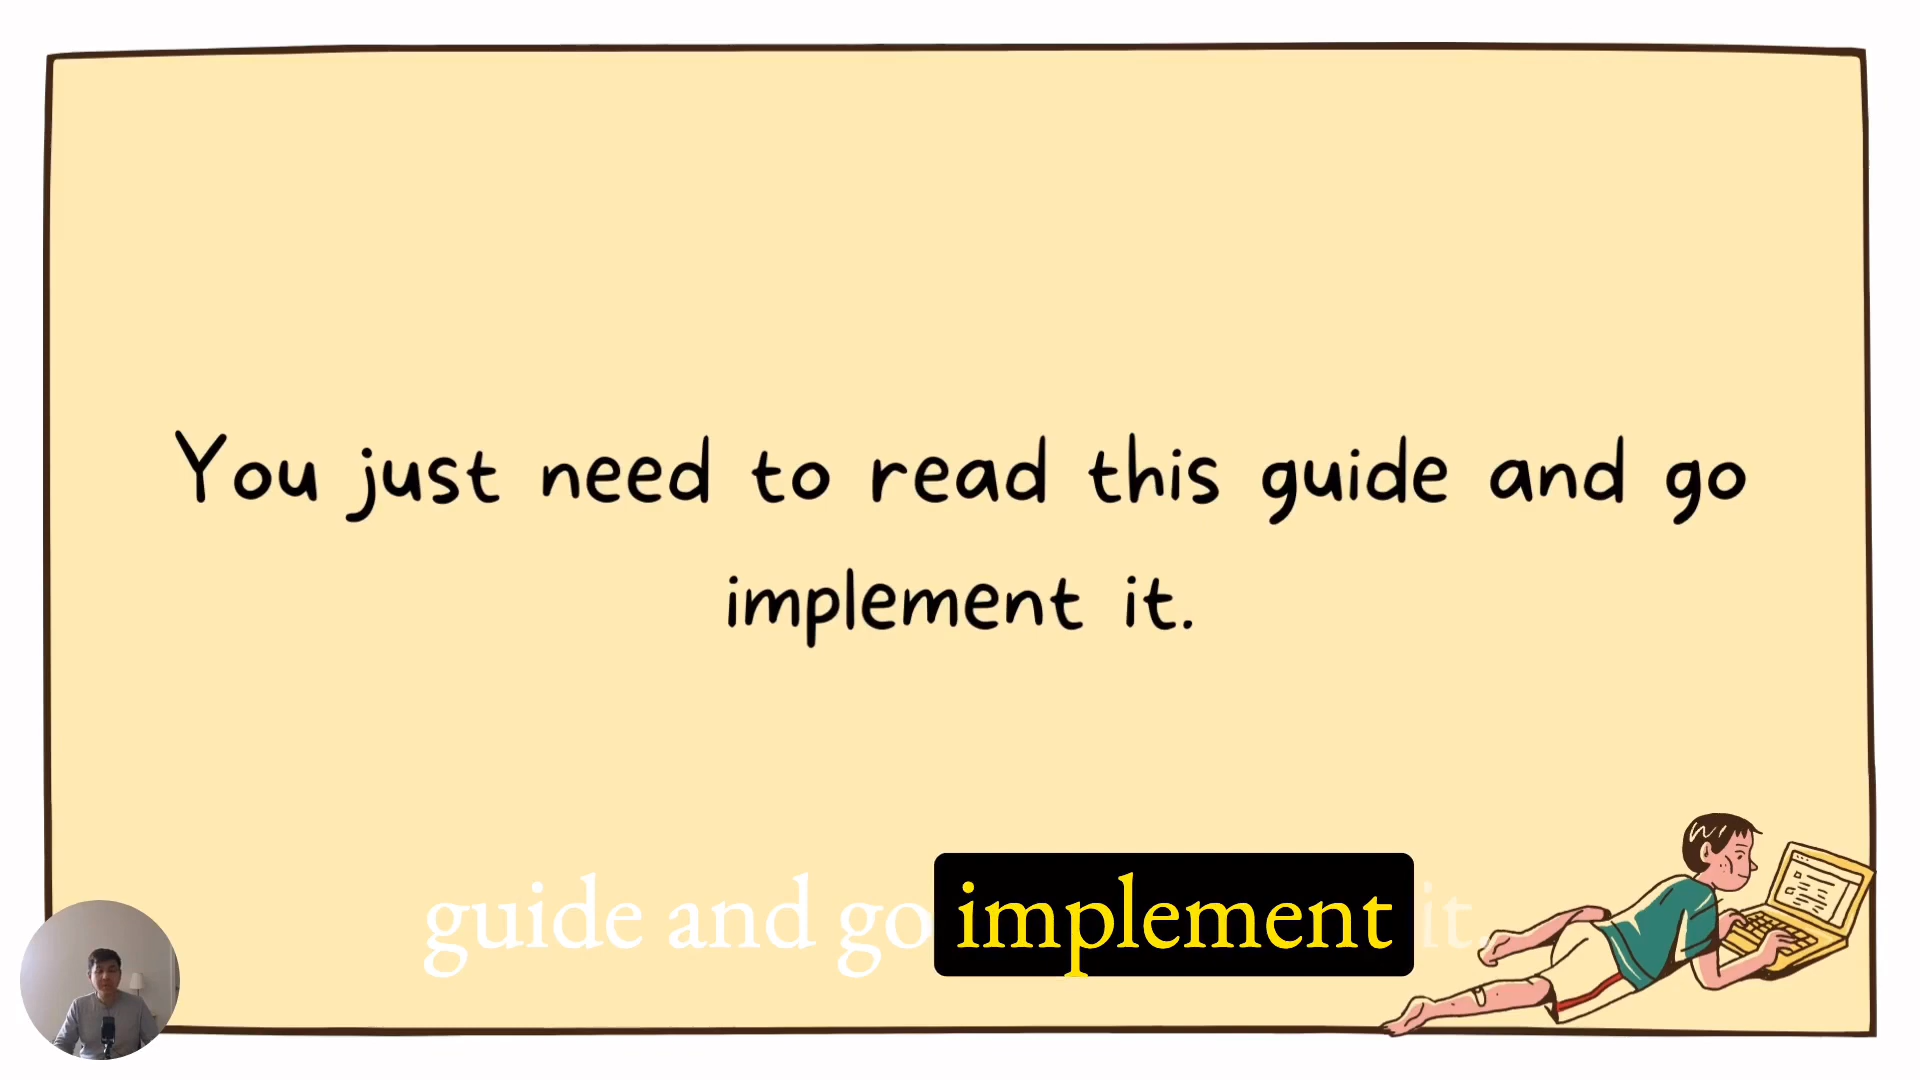 You just need to read this guide and go
implement it.
guide and go implement it.